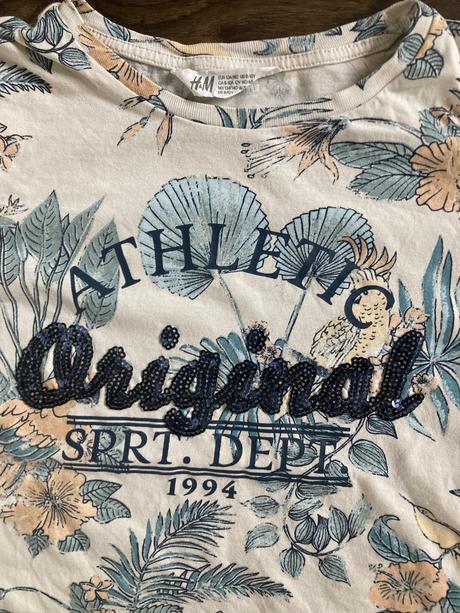 H&M
ATHLETIC
Original
SPRT. DEPT.
1994